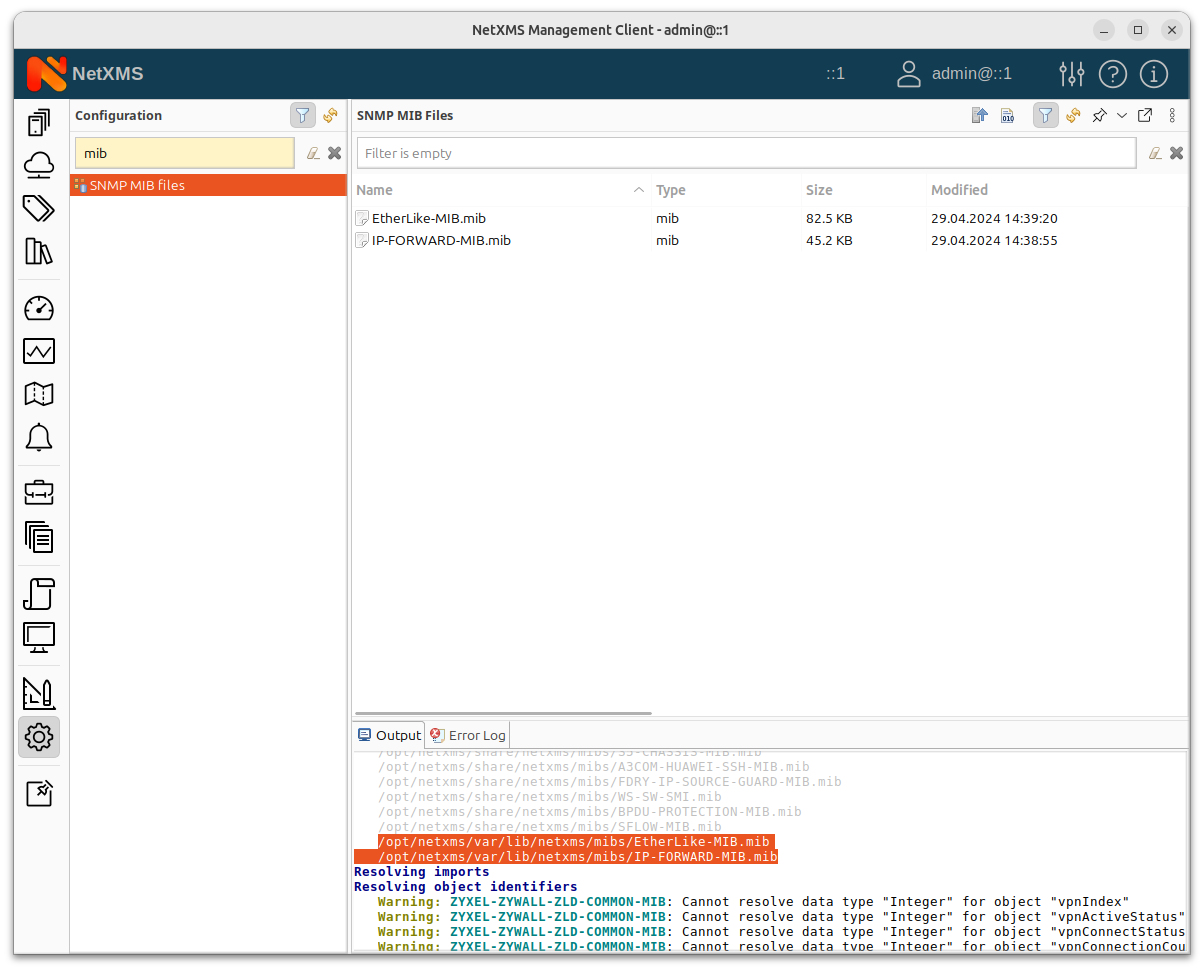 NetXMS Management Client - admin@::1
NetXMS ::1 admin@::1
Configuration
mib
SNMP MIB files
SNMP MIB Files
Filter is empty
Name Type Size Modified
EtherLike-MIB.mib mib 82.5 KB 29.04.2024 14:39:20
IP-FORWARD-MIB.mib mib 45.2 KB 29.04.2024 14:38:55
Output Error Log
/opt/netxms/share/netxms/mibs/S5-CHASSIS-MIB.mib
/opt/netxms/share/netxms/mibs/A3COM-HUAWEI-SSH-MIB.mib
/opt/netxms/share/netxms/mibs/FDRY-IP-SOURCE-GUARD-MIB.mib
/opt/netxms/share/netxms/mibs/WS-SW-SMI.mib
/opt/netxms/share/netxms/mibs/BPDU-PROTECTION-MIB.mib
/opt/netxms/share/netxms/mibs/SFLOW-MIB.mib
/opt/netxms/var/lib/netxms/mibs/EtherLike-MIB.mib
/opt/netxms/var/lib/netxms/mibs/IP-FORWARD-MIB.mib
Resolving imports
Resolving object identifiers
Warning: ZYXEL-ZYWALL-ZLD-COMMON-MIB: Cannot resolve data type "Integer" for object "vpnIndex"
Warning: ZYXEL-ZYWALL-ZLD-COMMON-MIB: Cannot resolve data type "Integer" for object "vpnActiveStatus"
Warning: ZYXEL-ZYWALL-ZLD-COMMON-MIB: Cannot resolve data type "Integer" for object "vpnConnectStatus
Warning: ZYXEL-ZYWALL-ZLD-COMMON-MIB: Cannot resolve data type "Integer" for object "vpnConnectionCou